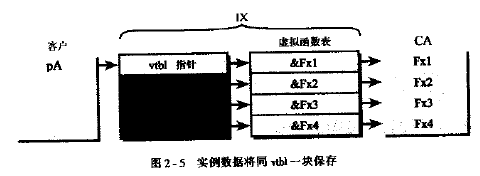 IX
客户 虚拟函数表 CA
pA vtbl 指针 &Fx1 Fx1
&Fx2 Fx2
&Fx3 Fx3
&Fx4 Fx4
图 2-5 实例数据将同 vtbl 一块保存